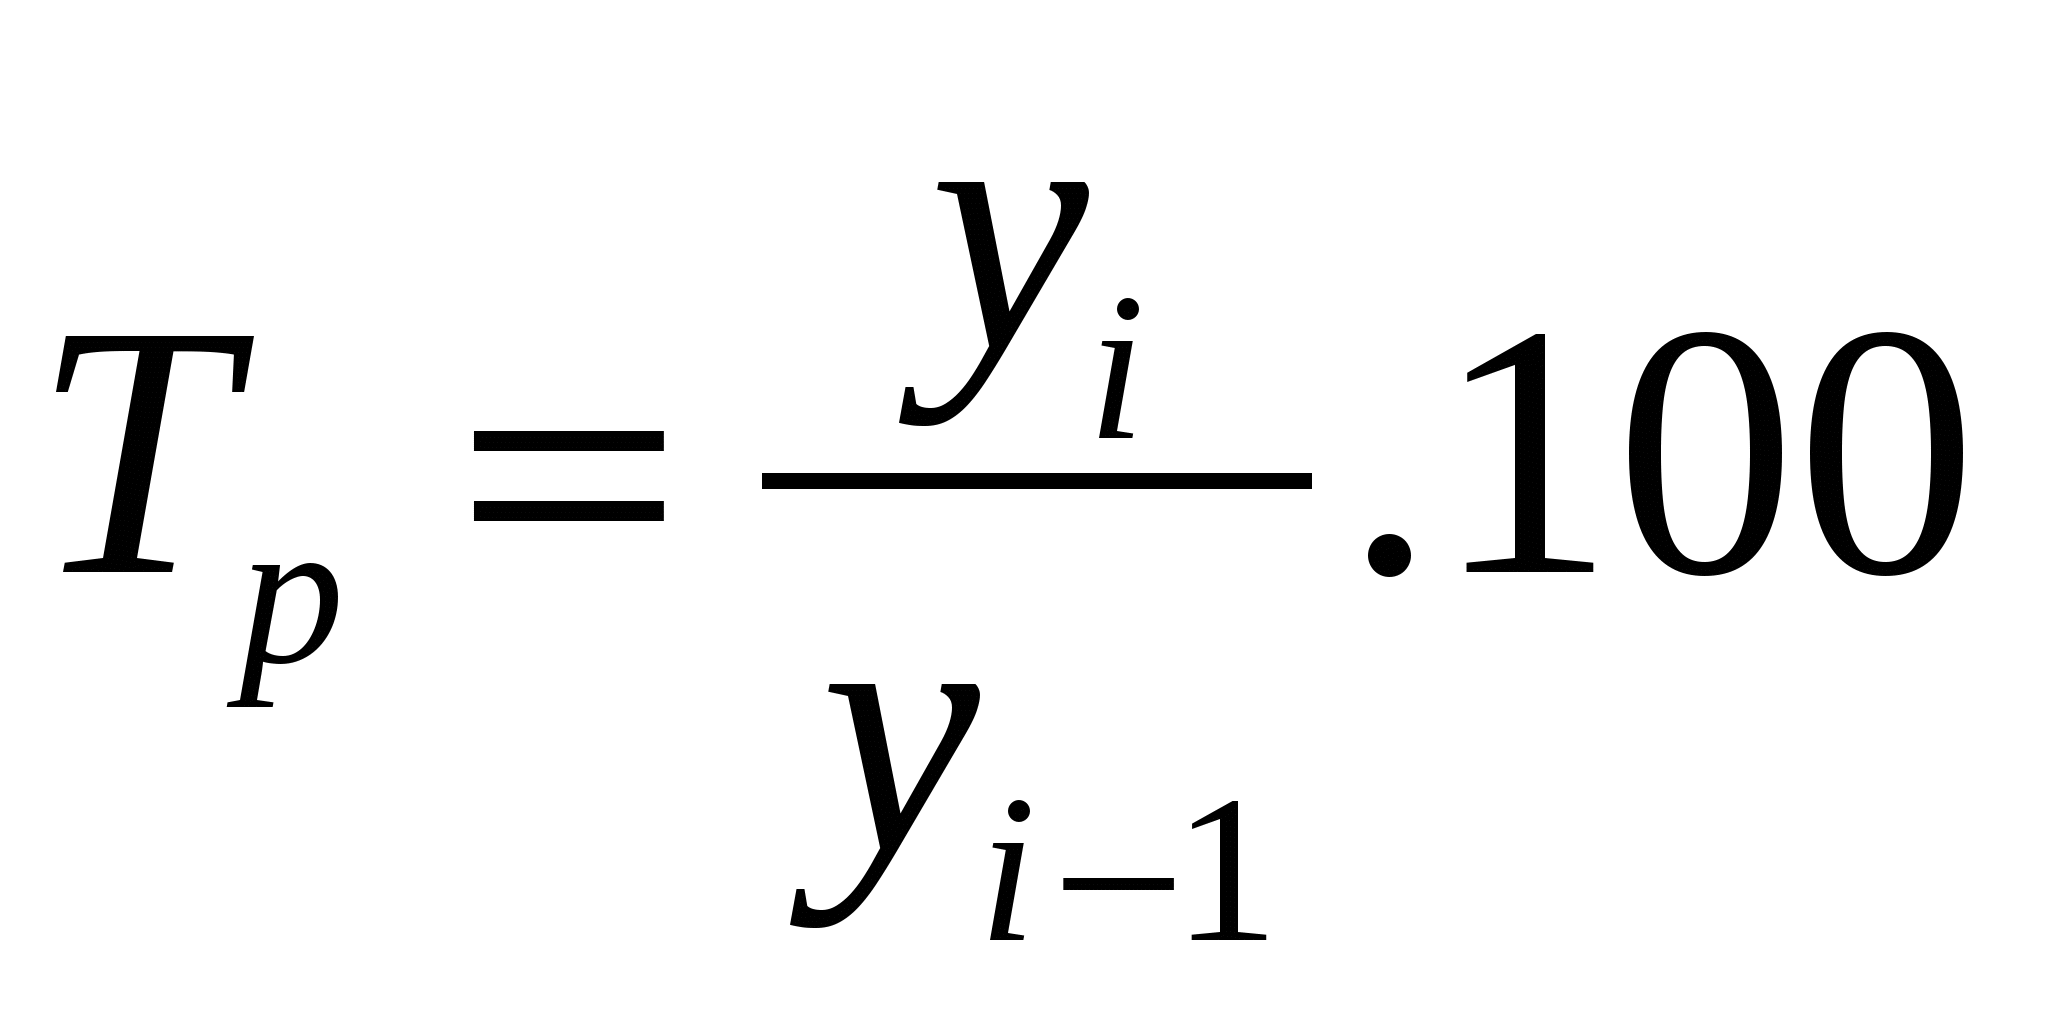 T_p = y_i / y_{i-1} .100